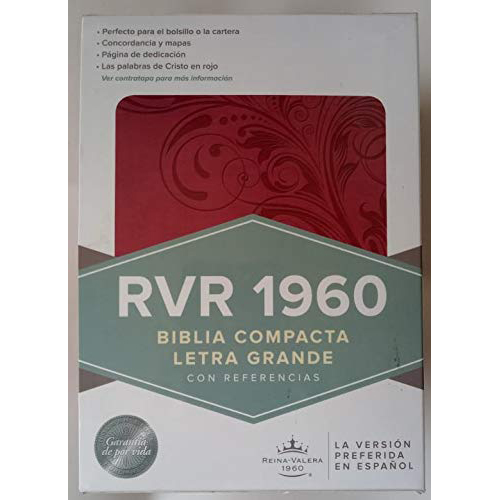 • Perfecto para el bolsillo o la cartera
• Concordancia y mapas
• Página de dedicación
• Las palabras de Cristo en rojo
Ver contratapa para más información
RVR 1960
BIBLIA COMPACTA
LETRA GRANDE
CON REFERENCIAS
Garantía
de por vida
REINA-VALERA
1960
®
LA VERSIÓN
PREFERIDA
EN ESPAÑOL